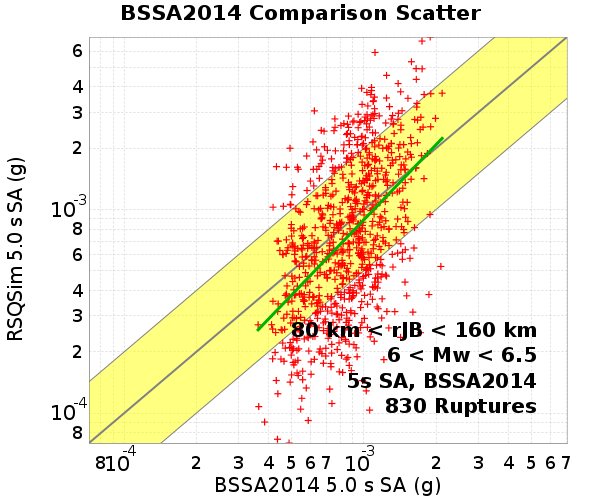 BSSA2014 Comparison Scatter
RSQSim 5.0 s SA (g)
6
4
3
2
10-3
8
6
4
3
2
10-4
8
80 km < rJB < 160 km
6 < Mw < 6.5
5s SA, BSSA2014
830 Ruptures
8 10-4 2 3 4 5 6 7 10-3 2 3 4 5 6 7
BSSA2014 5.0 s SA (g)